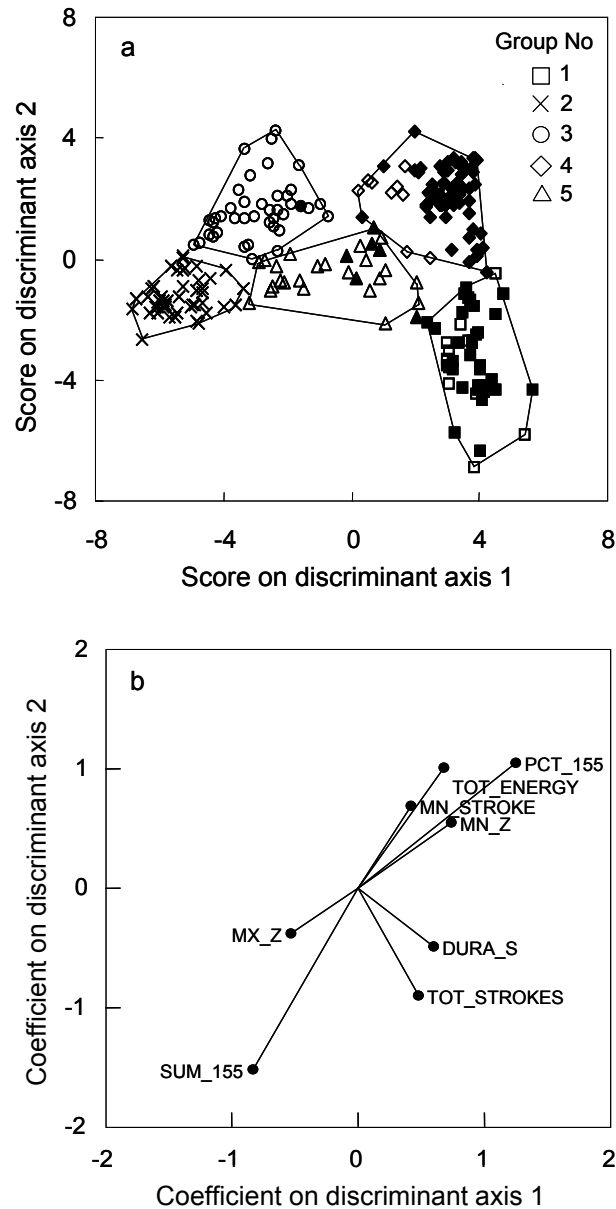 a
Group No
1
2
3
4
5
8
4
0
-4
-8
-8
-4
0
4
8
Score on discriminant axis 2
Score on discriminant axis 1
b
2
1
0
-1
-2
-2
-1
0
1
2
PCT_155
TOT_ENERGY
MN_STROKE
MN_Z
MX_Z
DURA_S
TOT_STROKES
SUM_155
Coefficient on discriminant axis 2
Coefficient on discriminant axis 1